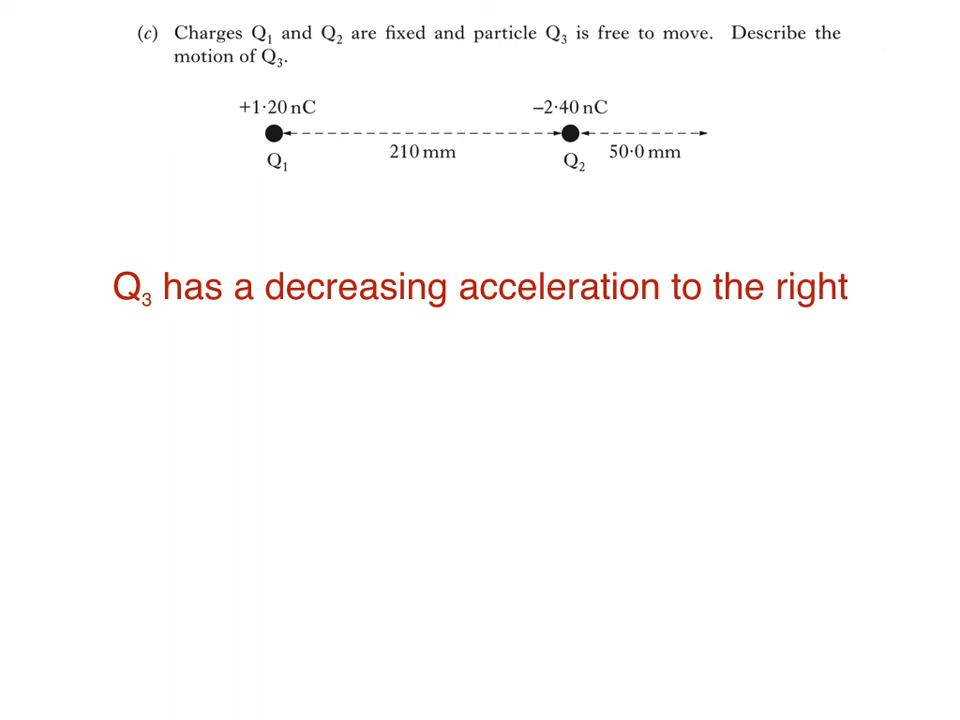 (c) Charges Q₁ and Q₂ are fixed and particle Q₃ is free to move. Describe the
motion of Q₃.
+1·20 nC –2·40 nC
210 mm 50·0 mm
Q₁ Q₂
Q₃ has a decreasing acceleration to the right